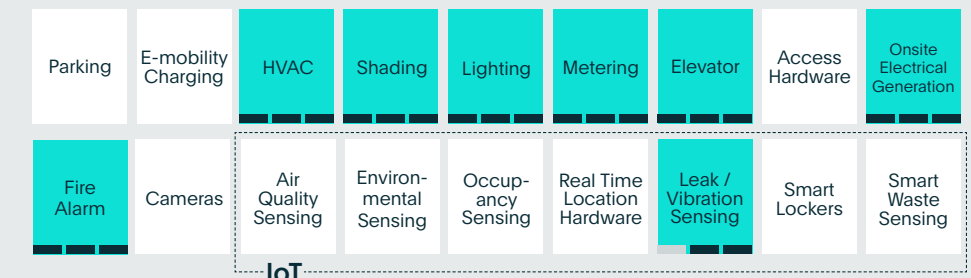 Parking
E-mobility
Charging
HVAC
Shading
Lighting
Metering
Elevator
Access
Hardware
Onsite
Electrical
Generation
Fire
Alarm
Cameras
Air
Quality
Sensing
Environ-
mental
Sensing
Occup-
ancy
Sensing
Real Time
Location
Hardware
Leak /
Vibration
Sensing
Smart
Lockers
Smart
Waste
Sensing
IoT